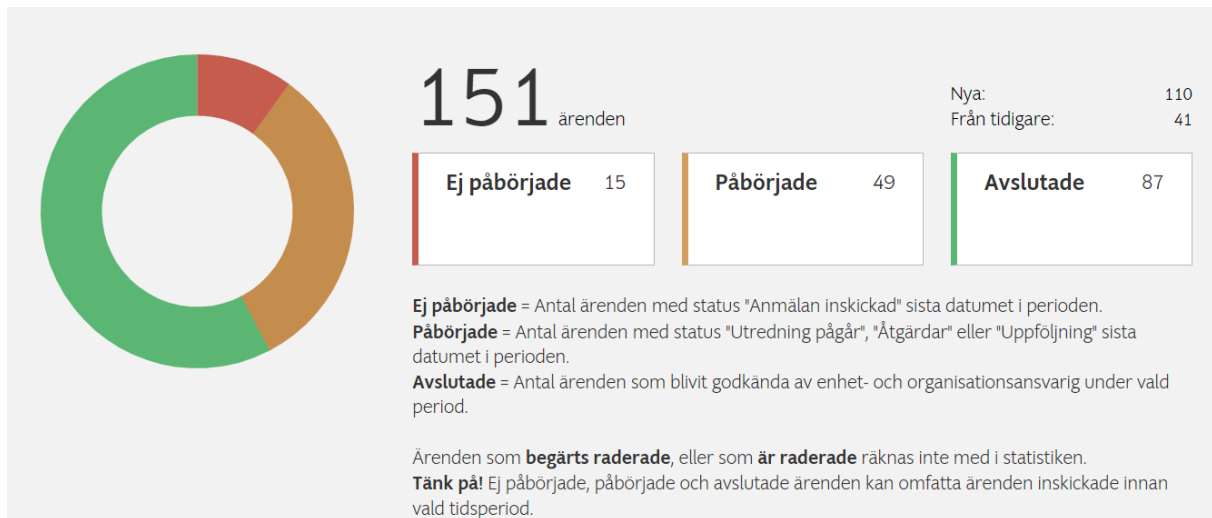 151 ärenden
Nya: 110
Från tidigare: 41
Ej påbörjade 15
Påbörjade 49
Avslutade 87
Ej påbörjade = Antal ärenden med status "Anmälan inskickad" sista datumet i perioden.
Påbörjade = Antal ärenden med status "Utredning pågår", "Åtgärdar" eller "Uppföljning" sista
datumet i perioden.
Avslutade = Antal ärenden som blivit godkända av enhet- och organisationsansvarig under vald
period.
Ärenden som begärts raderade, eller som är raderade räknas inte med i statistiken.
Tänk på! Ej påbörjade, påbörjade och avslutade ärenden kan omfatta ärenden inskickade innan
vald tidsperiod.